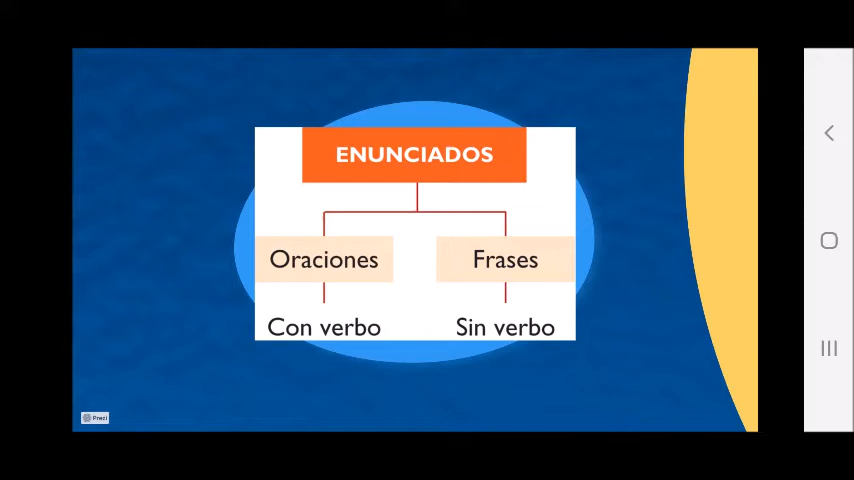 ENUNCIADOS
Oraciones
Frases
Con verbo
Sin verbo
Prezi